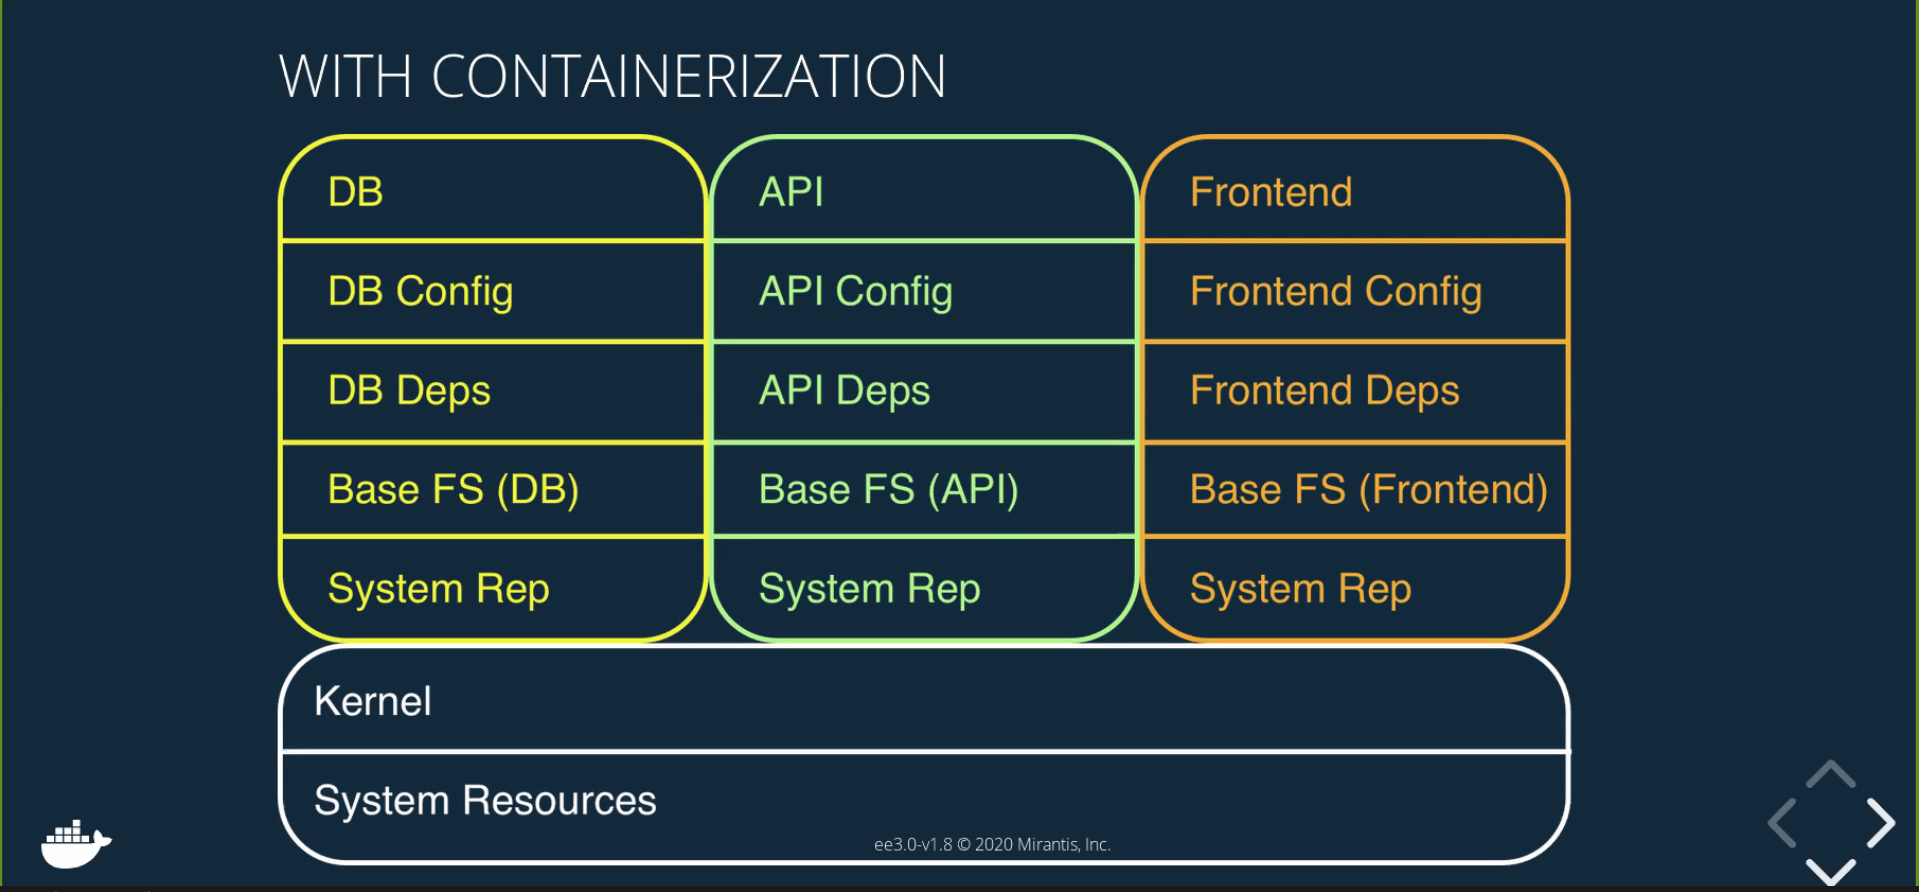 WITH CONTAINERIZATION
DB
API
Frontend
DB Config
API Config
Frontend Config
DB Deps
API Deps
Frontend Deps
Base FS (DB)
Base FS (API)
Base FS (Frontend)
System Rep
System Rep
System Rep
Kernel
System Resources
ee3.0-v1.8 © 2020 Mirantis, Inc.